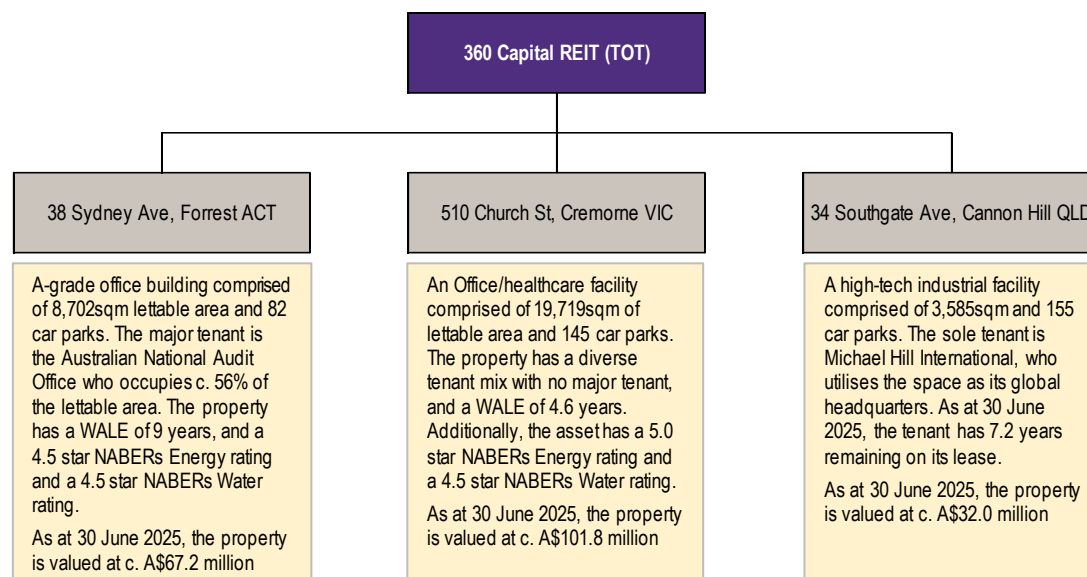 360 Capital REIT (TOT)
38 Sydney Ave, Forrest ACT
A-grade office building comprised
of 8,702sqm lettable area and 82
car parks. The major tenant is
the Australian National Audit
Office who occupies c. 56% of
the lettable area. The property
has a WALE of 9 years, and a
4.5 star NABERs Energy rating
and a 4.5 star NABERs Water
rating.
As at 30 June 2025, the property
is valued at c. A$67.2 million
510 Church St, Cremorne VIC
An Office/healthcare facility
comprised of 19,719sqm of
lettable area and 145 car parks.
The property has a diverse
tenant mix with no major tenant,
and a WALE of 4.6 years.
Additionally, the asset has a 5.0
star NABERs Energy rating and
a 4.5 star NABERs Water rating.
As at 30 June 2025, the property
is valued at c. A$101.8 million
34 Southgate Ave, Cannon Hill QLD
A high-tech industrial facility
comprised of 3,585sqm and 155
car parks. The sole tenant is
Michael Hill International, who
utilises the space as its global
headquarters. As at 30 June
2025, the tenant has 7.2 years
remaining on its lease.
As at 30 June 2025, the property
is valued at c. A$32.0 million